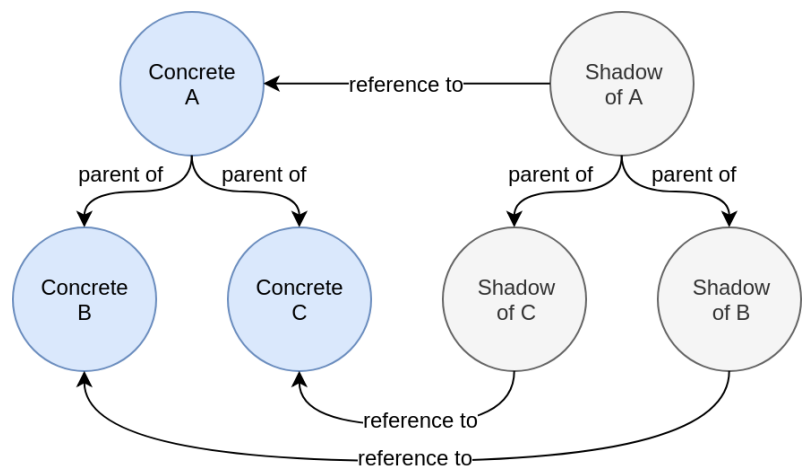 Concrete
A
reference to
Shadow
of A
parent of
parent of
parent of
parent of
Concrete
B
Concrete
C
Shadow
of C
Shadow
of B
reference to
reference to